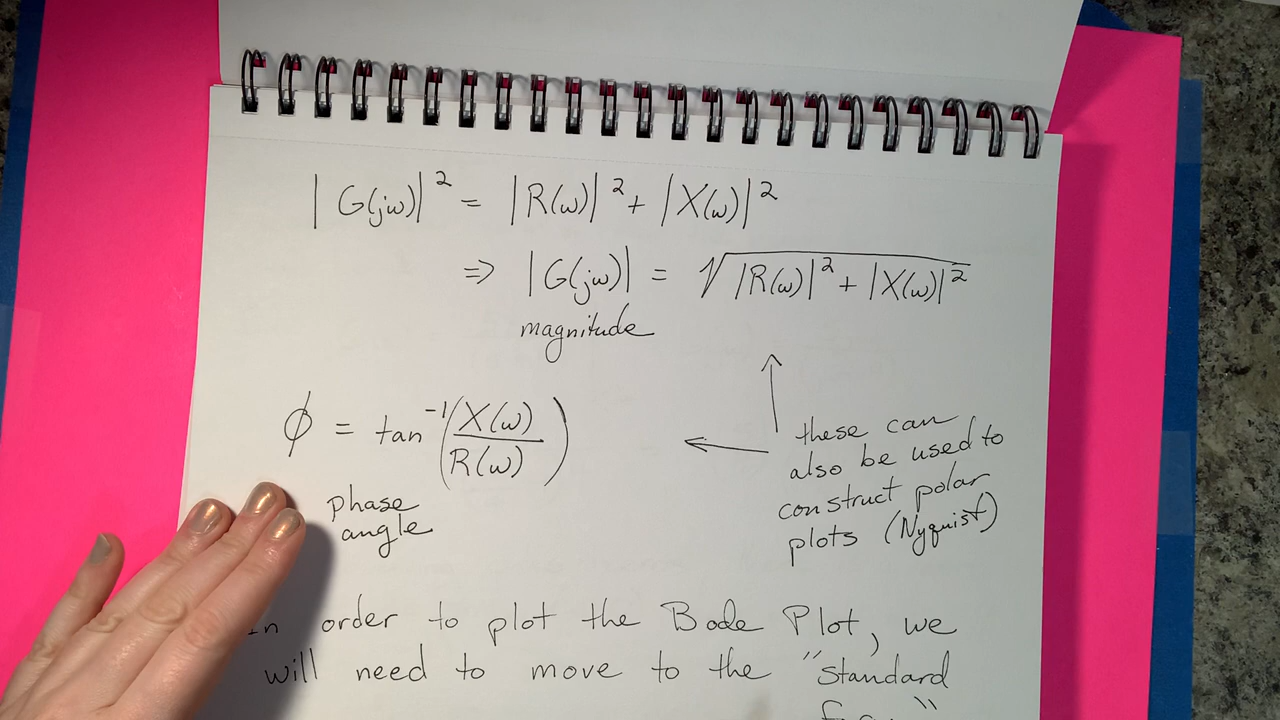 |G(jω)|² = |R(ω)|² + |X(ω)|²
⇒ |G(jω)| = √(|R(ω)|² + |X(ω)|²)
magnitude
ϕ = tan⁻¹(X(ω)/R(ω))
phase
angle
these can
also be used to
construct polar
plots (Nyquist)
In order to plot the Bode Plot, we
will need to move to the "standard